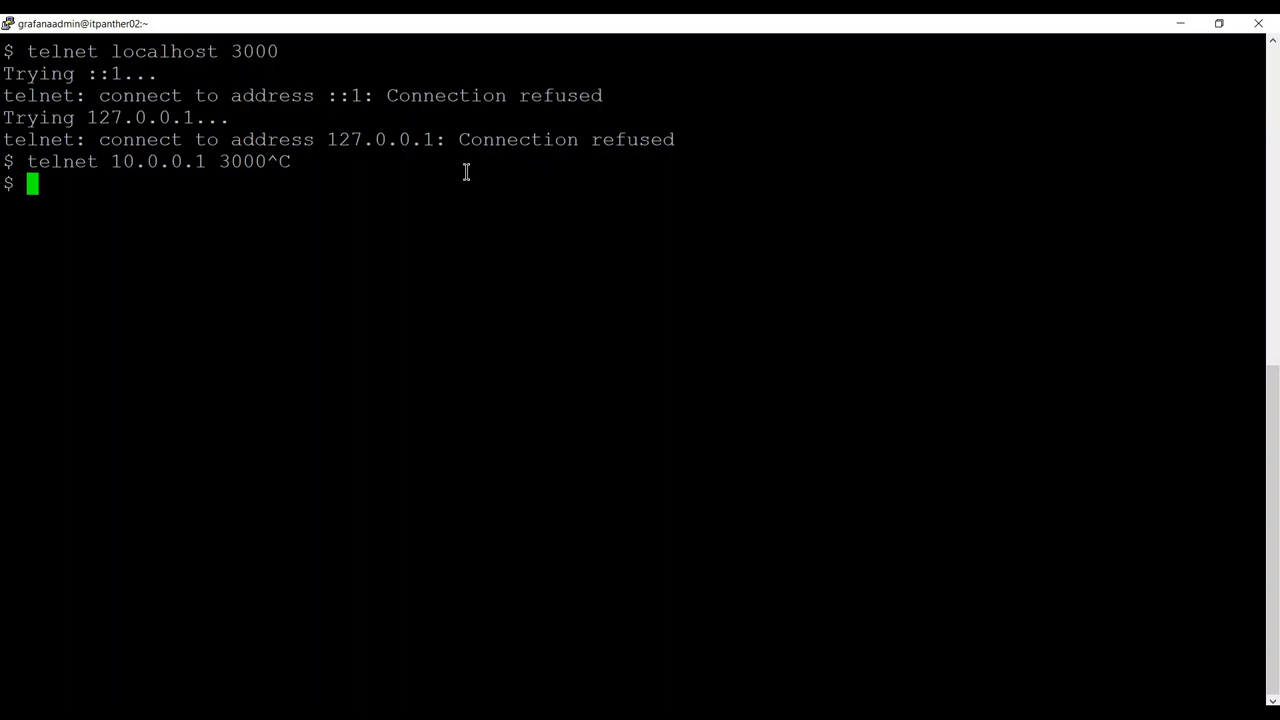 grafanaadmin@itpanther02:~
$ telnet localhost 3000
Trying ::1...
telnet: connect to address ::1: Connection refused
Trying 127.0.0.1...
telnet: connect to address 127.0.0.1: Connection refused
$ telnet 10.0.0.1 3000^C
$